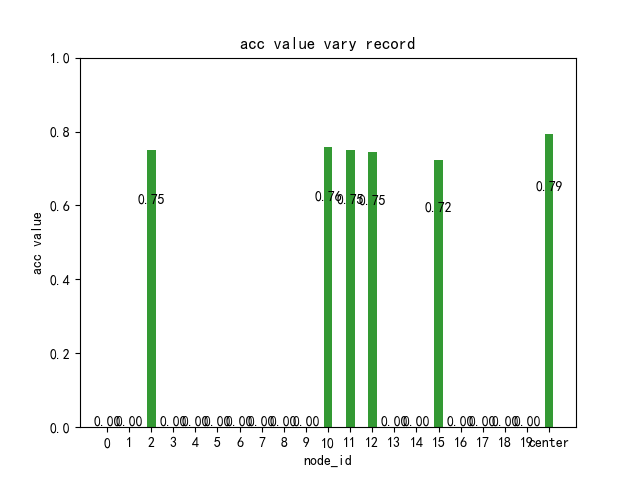 acc value vary record
1.0
0.8
0.6
0.4
0.2
0.0
acc value
0.00 0.00 0.75 0.00 0.00 0.00 0.00 0.00 0.00 0.00 0.76 0.75 0.75 0.00 0.00 0.72 0.00 0.00 0.00 0.00 0.79
0 1 2 3 4 5 6 7 8 9 10 11 12 13 14 15 16 17 18 19 center
node_id